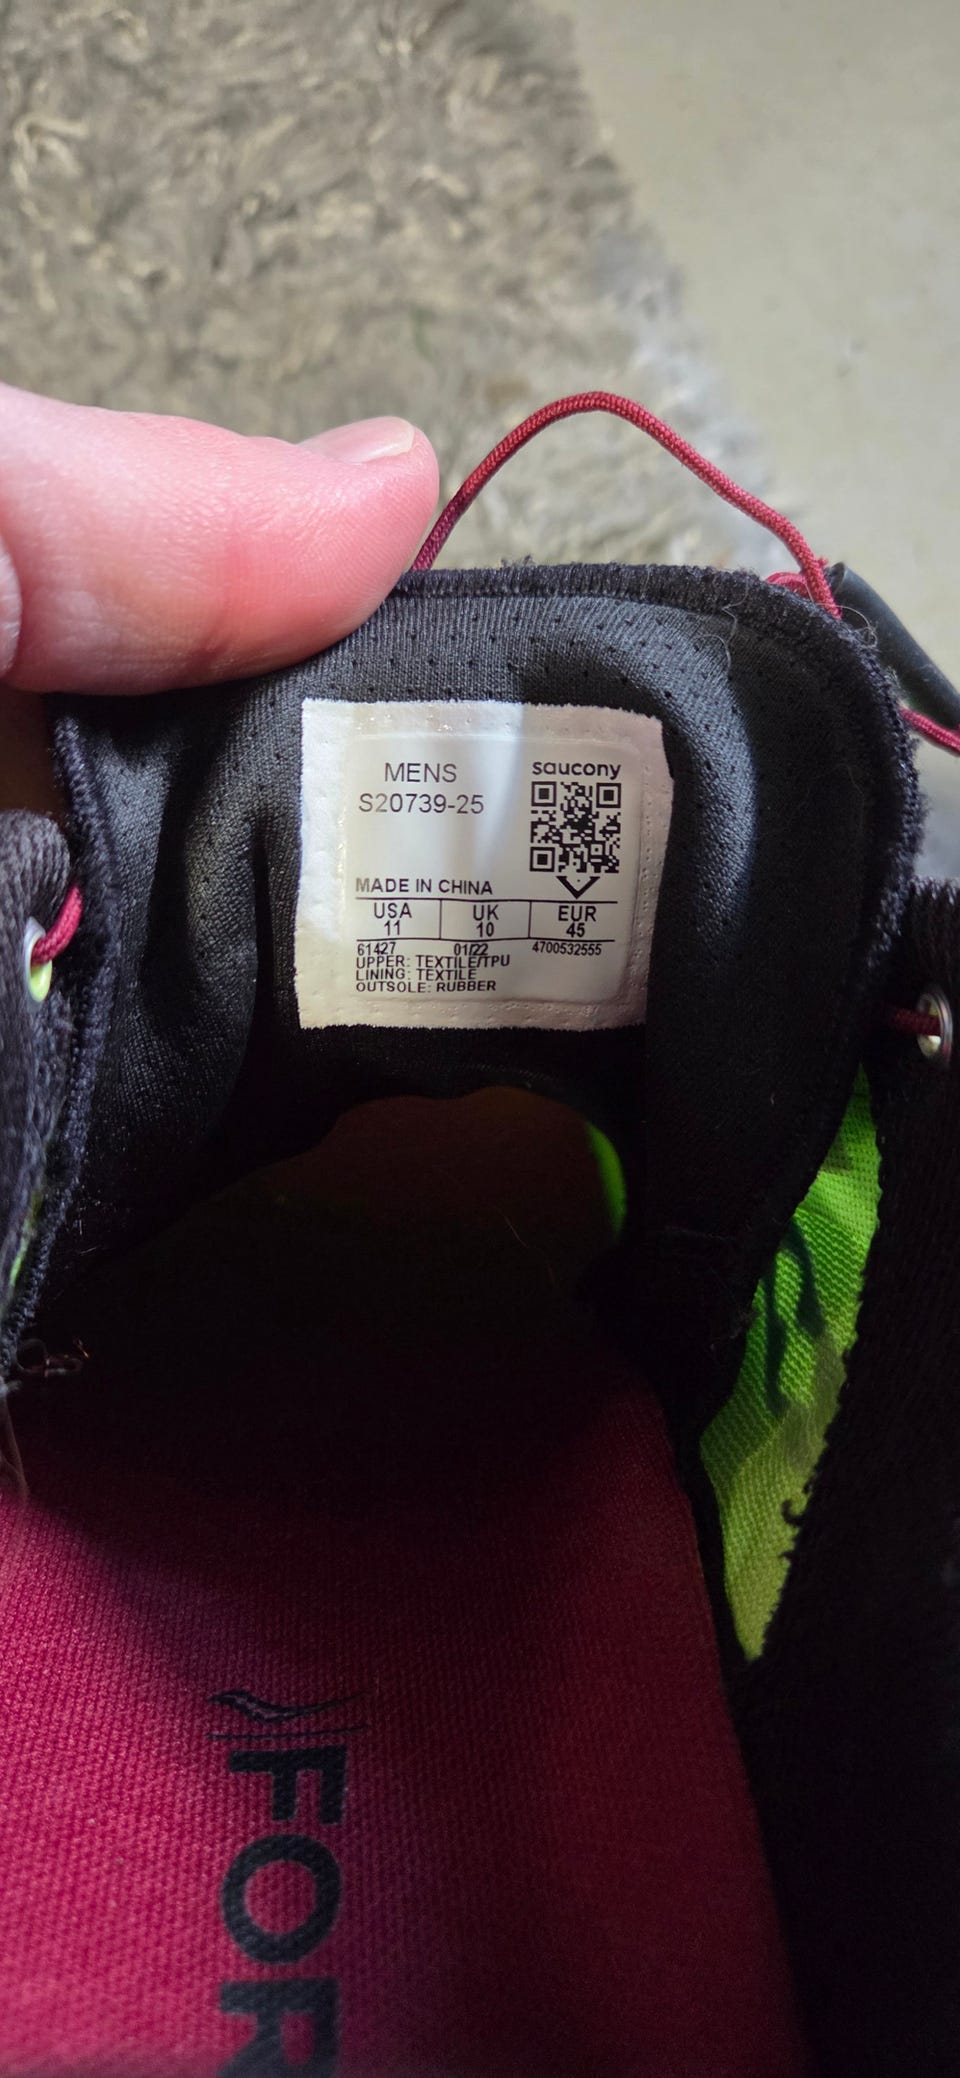 MENS
S20739-25
saucony
MADE IN CHINA
USA UK EUR
11 10 45
61427 01/22 4700532555
UPPER: TEXTILE/TPU
LINING: TEXTILE
OUTSOLE: RUBBER
FOR